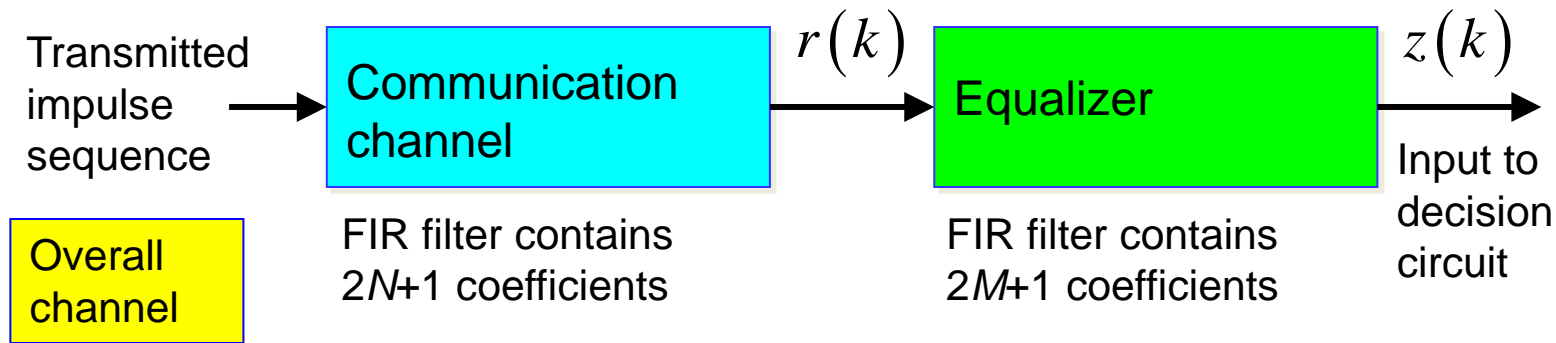 Transmitted
impulse
sequence
Communication
channel
r(k)
Equalizer
z(k)
Input to
decision
circuit
Overall
channel
FIR filter contains
2N+1 coefficients
FIR filter contains
2M+1 coefficients